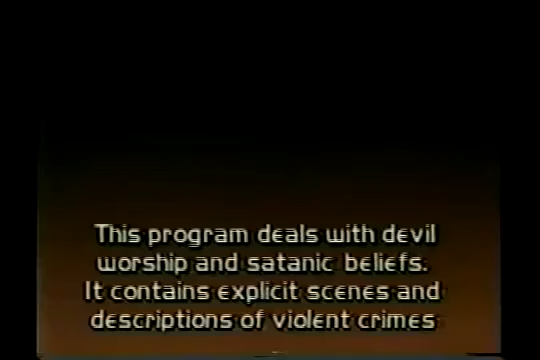 This program deals with devil
worship and satanic beliefs.
It contains explicit scenes and
descriptions of violent crimes